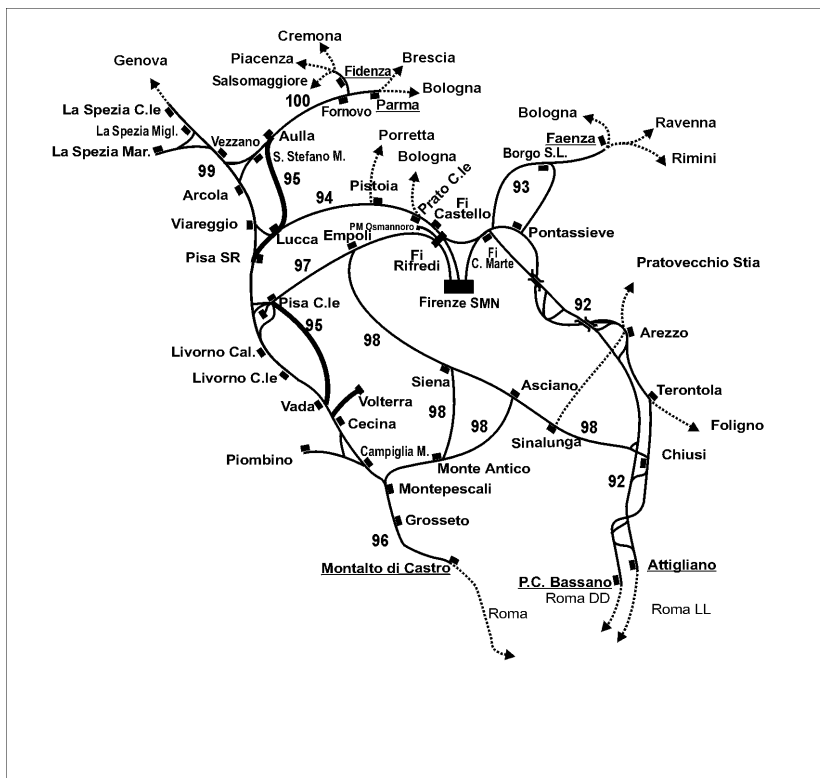 Cremona
Piacenza
Brescia
Genova
Fidenza
Salsomaggiore
Bologna
100
Fornovo
Parma
La Spezia C.le
La Spezia Migl.
La Spezia Mar.
Vezzano
Aulla
S. Stefano M.
99
95
Arcola
Porretta
Bologna
Bologna
Faenza
Ravenna
Borgo S.L.
Rimini
93
94
Pistoia
Prato C.le
Fi
Castello
Viareggio
Lucca
PM Osmannoro
Empoli
Pontassieve
Pisa SR
97
Fi
Rifredi
Fi
C. Marte
Firenze SMN
Pratovecchio Stia
Pisa C.le
95
92
Arezzo
98
Livorno Cal.
Livorno C.le
Siena
Asciano
Terontola
Vada
Volterra
Cecina
98
98
98
Foligno
Sinalunga
Piombino
Campiglia M.
Monte Antico
Chiusi
92
Montepescali
Grosseto
96
Montalto di Castro
P.C. Bassano
Attigliano
Roma DD
Roma LL
Roma